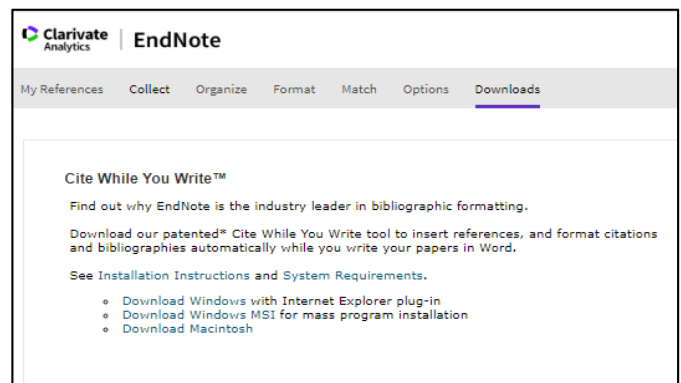 Clarivate
Analytics
EndNote
My References Collect Organize Format Match Options Downloads
Cite While You Write™
Find out why EndNote is the industry leader in bibliographic formatting.
Download our patented* Cite While You Write tool to insert references, and format citations
and bibliographies automatically while you write your papers in Word.
See Installation Instructions and System Requirements.
Download Windows with Internet Explorer plug-in
Download Windows MSI for mass program installation
Download Macintosh